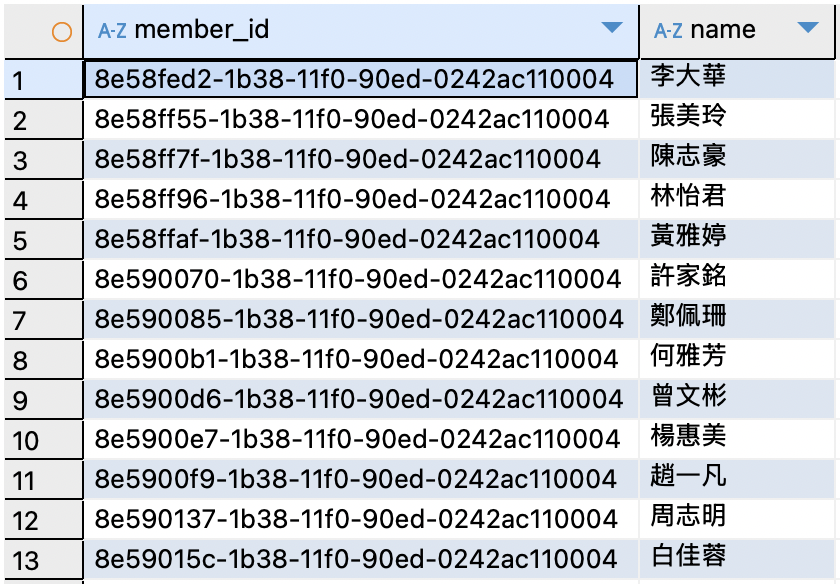 A-Z member_id A-Z name
1 8e58fed2-1b38-11f0-90ed-0242ac110004 李大華
2 8e58ff55-1b38-11f0-90ed-0242ac110004 張美玲
3 8e58ff7f-1b38-11f0-90ed-0242ac110004 陳志豪
4 8e58ff96-1b38-11f0-90ed-0242ac110004 林怡君
5 8e58ffaf-1b38-11f0-90ed-0242ac110004 黃雅婷
6 8e590070-1b38-11f0-90ed-0242ac110004 許家銘
7 8e590085-1b38-11f0-90ed-0242ac110004 鄭佩珊
8 8e5900b1-1b38-11f0-90ed-0242ac110004 何雅芳
9 8e5900d6-1b38-11f0-90ed-0242ac110004 曾文彬
10 8e5900e7-1b38-11f0-90ed-0242ac110004 楊惠美
11 8e5900f9-1b38-11f0-90ed-0242ac110004 趙一凡
12 8e590137-1b38-11f0-90ed-0242ac110004 周志明
13 8e59015c-1b38-11f0-90ed-0242ac110004 白佳蓉